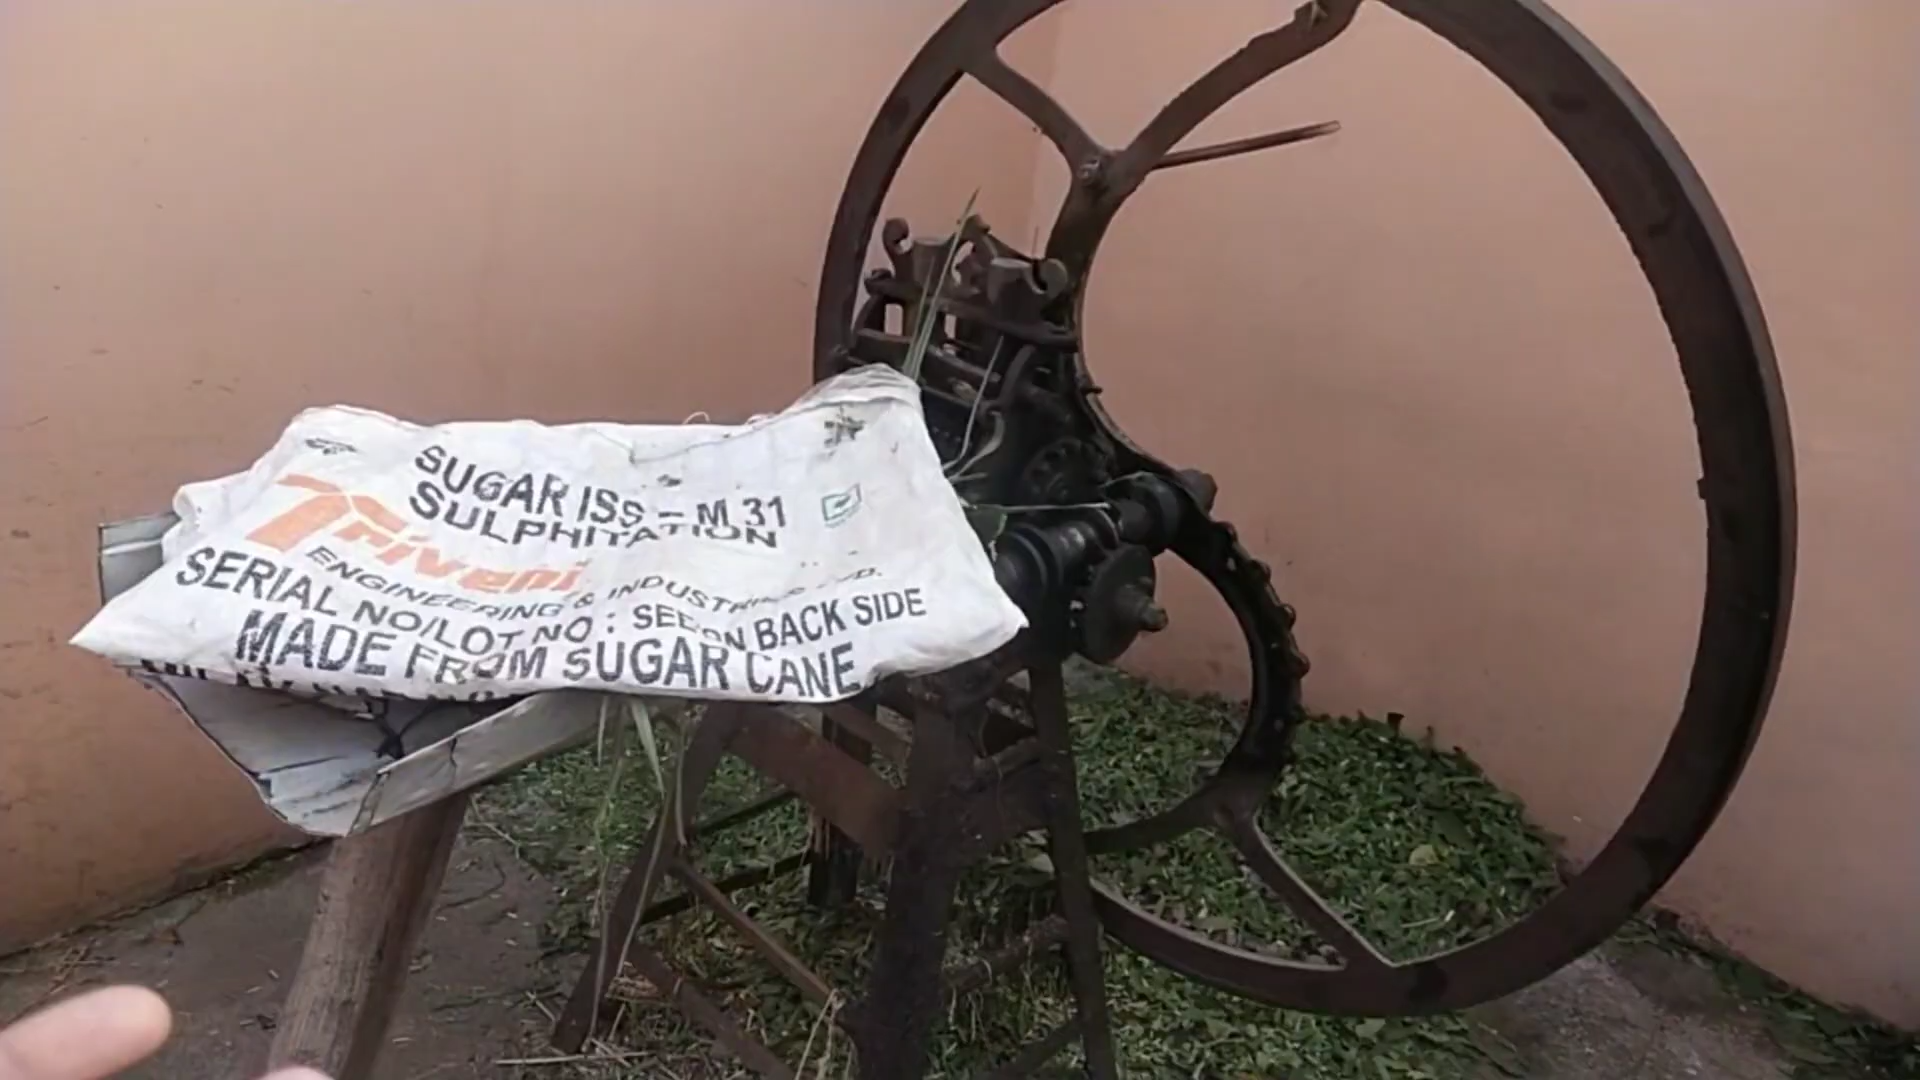 SUGAR ISS - M 31
SULPHITATION
Triveni
ENGINEERING & INDUSTRIES LTD.
SERIAL NO/LOT NO : SEE ON BACK SIDE
MADE FROM SUGAR CANE